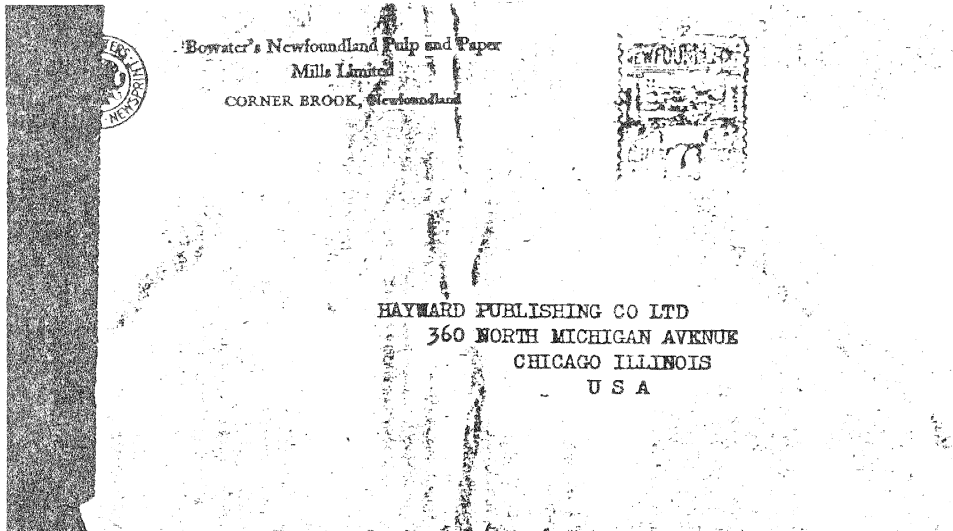 Bowater's Newfoundland Pulp and Paper
Mills Limited
CORNER BROOK, Newfoundland
NEWFOUNDLAND
HAYWARD PUBLISHING CO LTD
360 NORTH MICHIGAN AVENUE
CHICAGO ILLINOIS
U S A